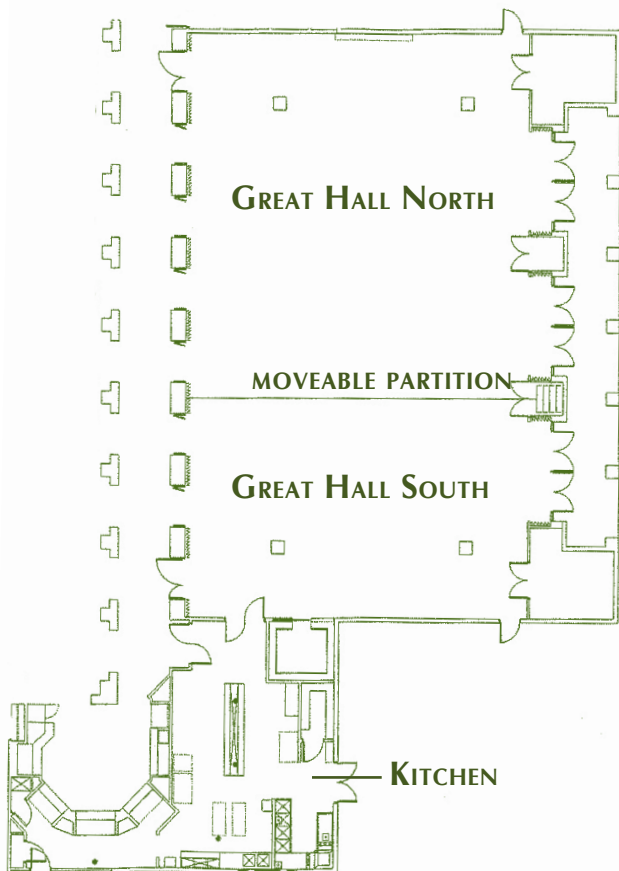 Great Hall North
MOVEABLE PARTITION
Great Hall South
Kitchen